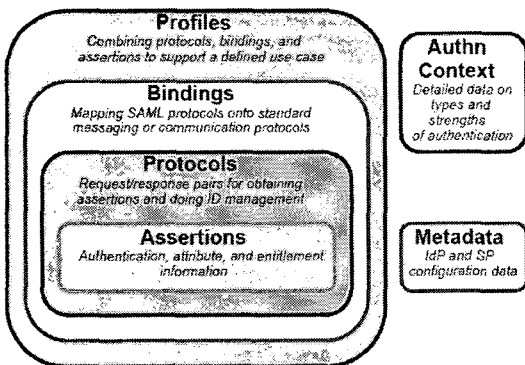 Profiles
Combining protocols, bindings, and
assertions to support a defined use case
Bindings
Mapping SAML protocols onto standard
messaging or communication protocols
Protocols
Request/response pairs for obtaining
assertions and doing ID management
Assertions
Authentication, attribute, and entitlement
information
Authn
Context
Detailed data on
types and
strengths
of authentication
Metadata
IdP and SP
configuration data